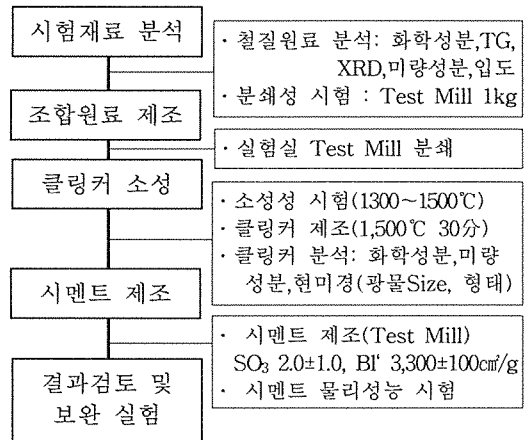 시험재료 분석
· 철질원료 분석: 화학성분,TG,
XRD,미량성분,입도
· 분쇄성 시험 : Test Mill 1kg
조합원료 제조
· 실험실 Test Mill 분쇄
클링커 소성
· 소성성 시험(1300~1500℃)
· 클링커 제조(1,500℃ 30分)
· 클링커 분석: 화학성분,미량
성분,현미경(광물Size, 형태)
시멘트 제조
· 시멘트 제조(Test Mill)
SO₃ 2.0±1.0, Bl' 3,300±100㎠/g
· 시멘트 물리성능 시험
결과검토 및
보완 실험